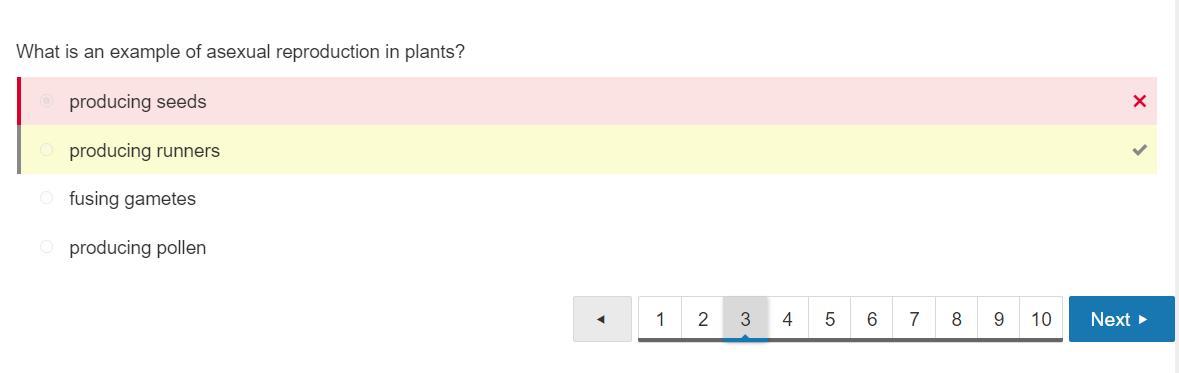 What is an example of asexual reproduction in plants?
producing seeds
producing runners
fusing gametes
producing pollen
1 2 3 4 5 6 7 8 9 10 Next